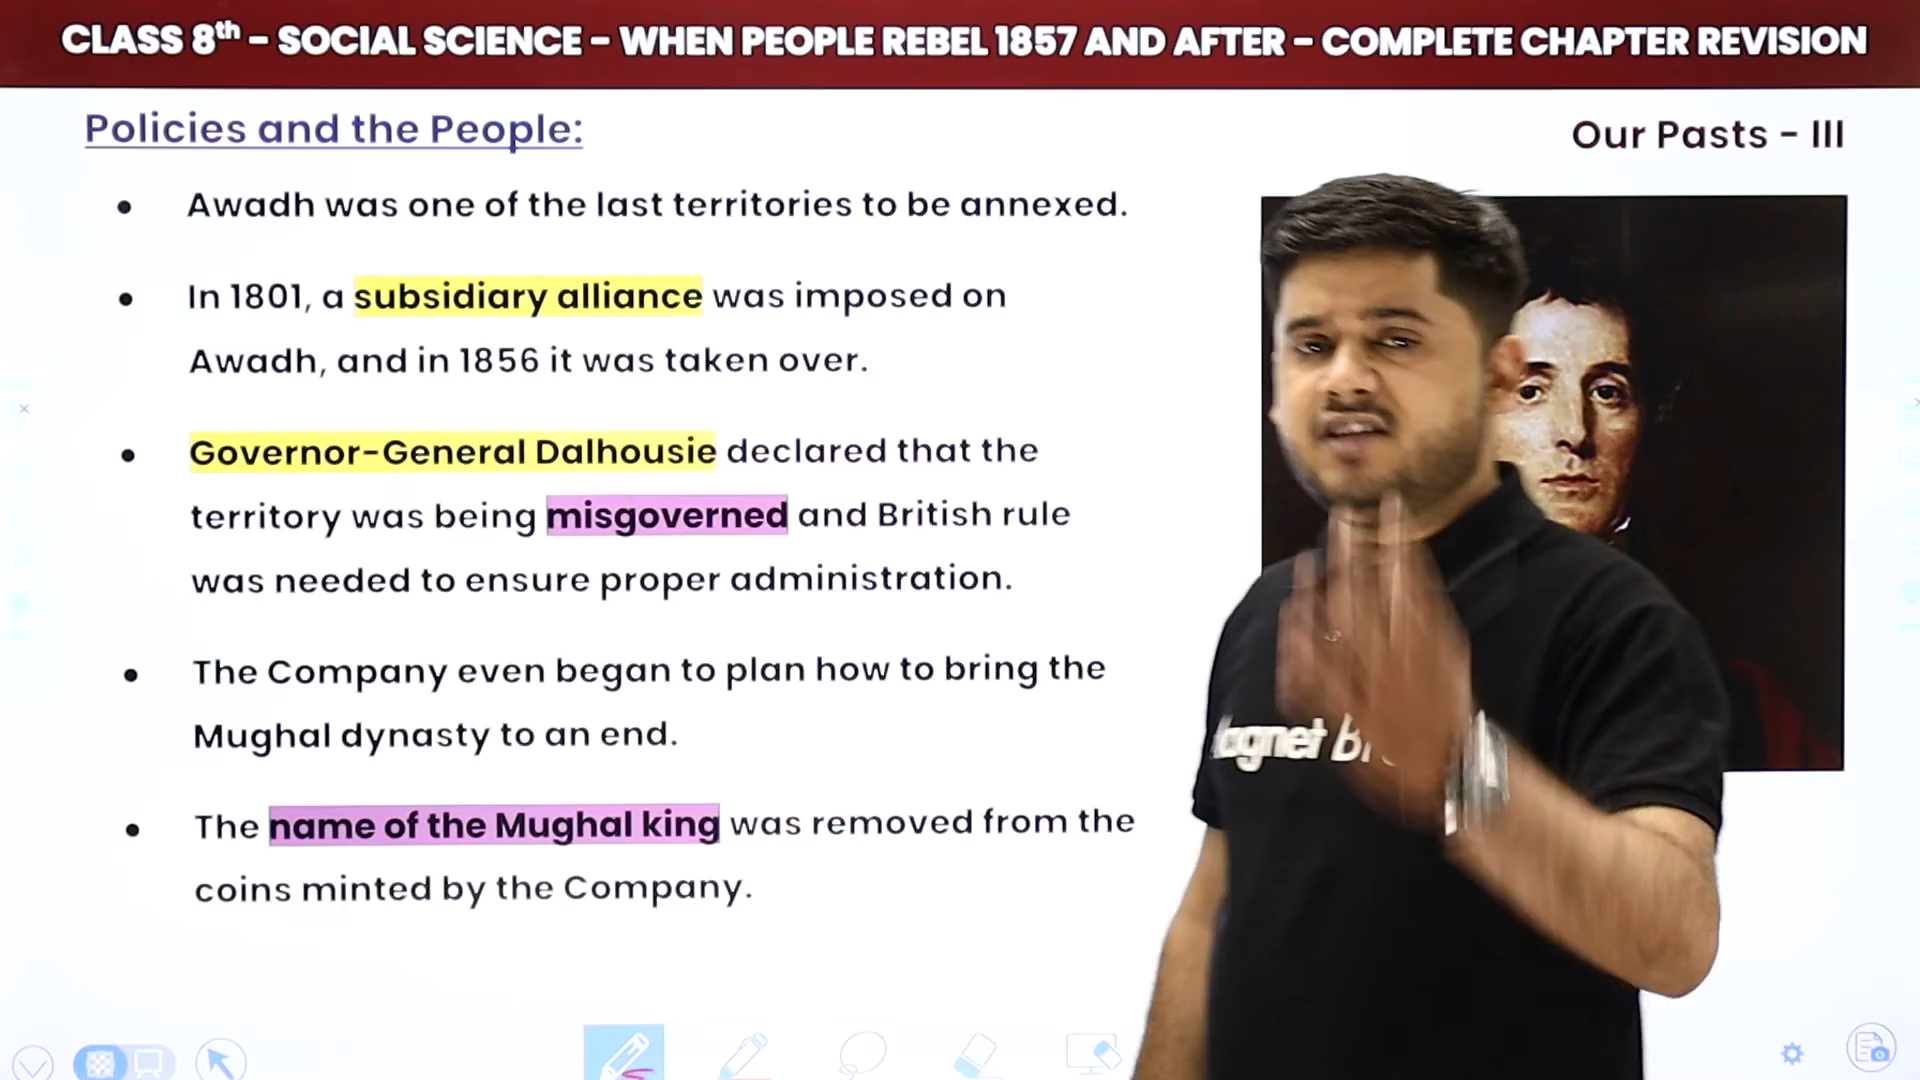 CLASS 8th – SOCIAL SCIENCE – WHEN PEOPLE REBEL 1857 AND AFTER – COMPLETE CHAPTER REVISION
Policies and the People:
Our Pasts - III
• Awadh was one of the last territories to be annexed.
• In 1801, a subsidiary alliance was imposed on
Awadh, and in 1856 it was taken over.
• Governor-General Dalhousie declared that the
territory was being misgoverned and British rule
was needed to ensure proper administration.
• The Company even began to plan how to bring the
Mughal dynasty to an end.
• The name of the Mughal king was removed from the
coins minted by the Company.